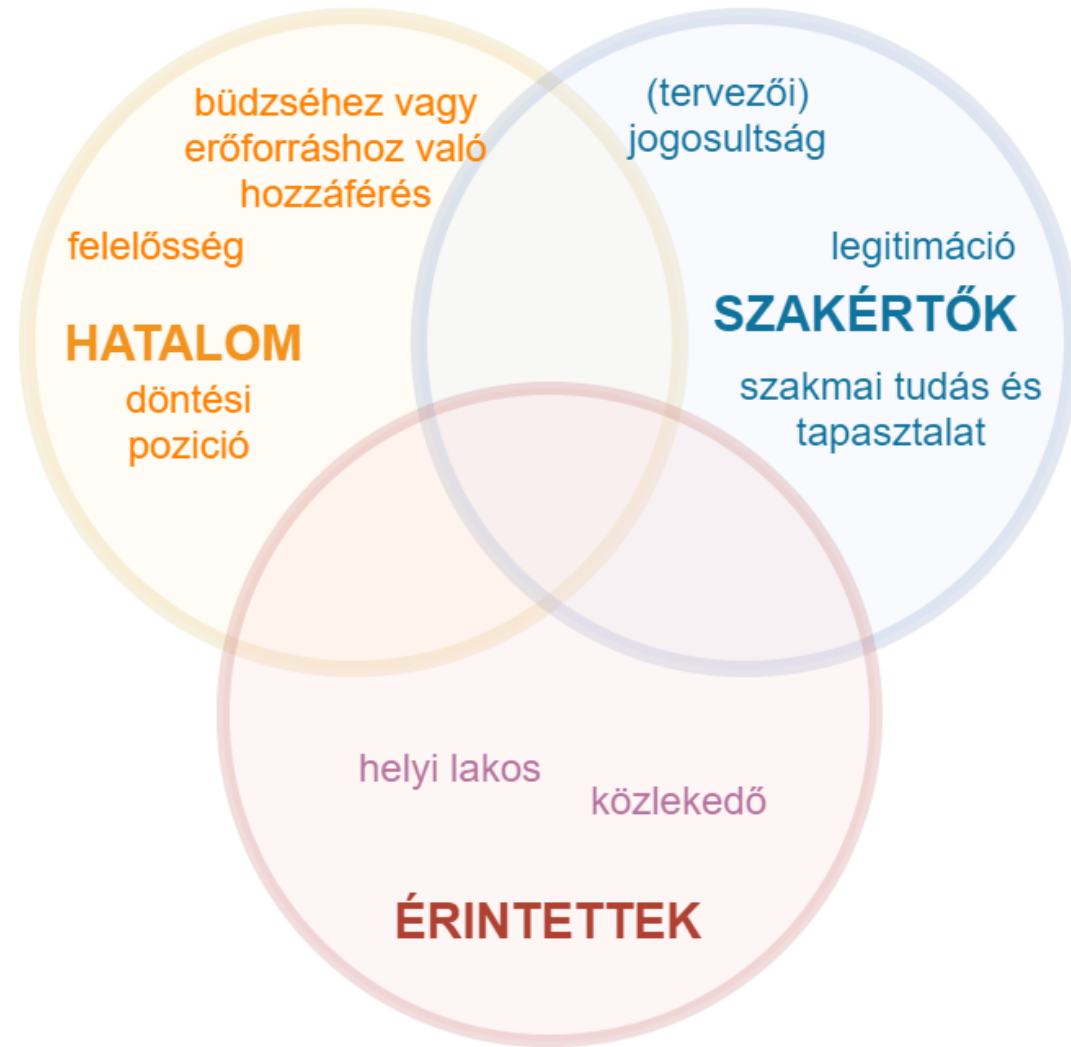 büdzséhez vagy
erőforráshoz való
hozzáférés
felelősség
HATALOM
döntési
pozició
(tervezői)
jogosultság
legitimáció
SZAKÉRTŐK
szakmai tudás és
tapasztalat
helyi lakos
közlekedő
ÉRINTETTEK